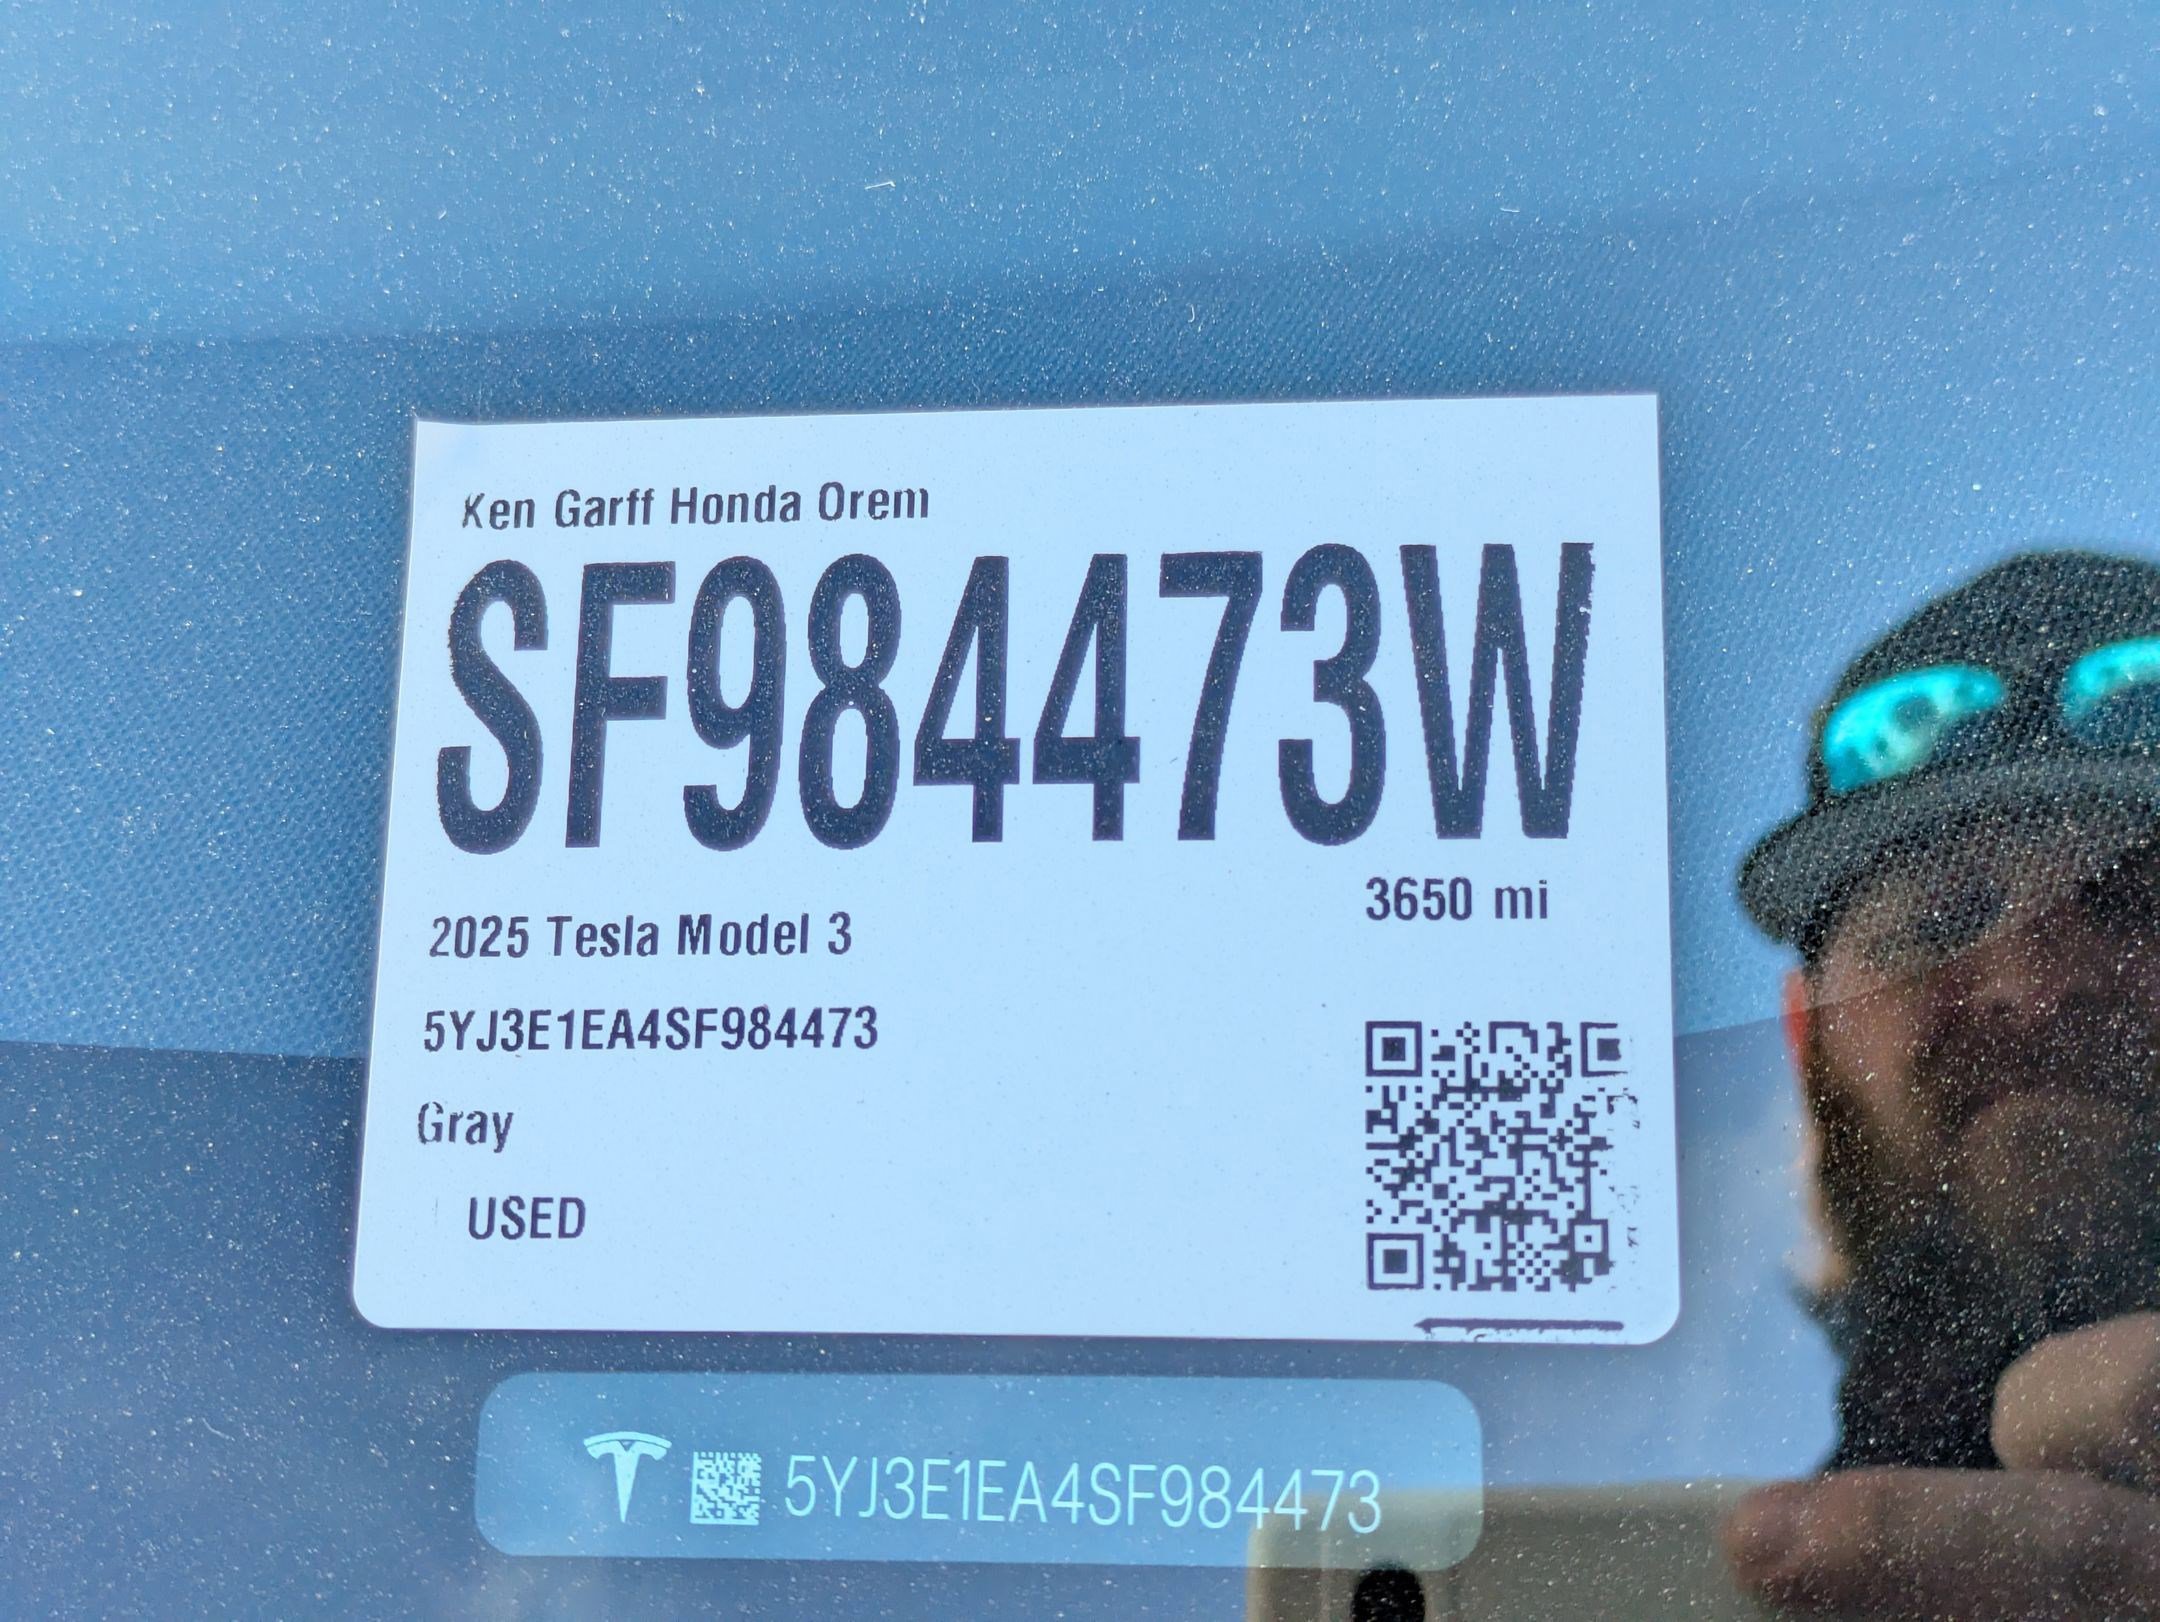 Ken Garff Honda Orem
SF984473W
3650 mi
2025 Tesla Model 3
5YJ3E1EA4SF984473
Gray
USED
5YJ3E1EA4SF984473